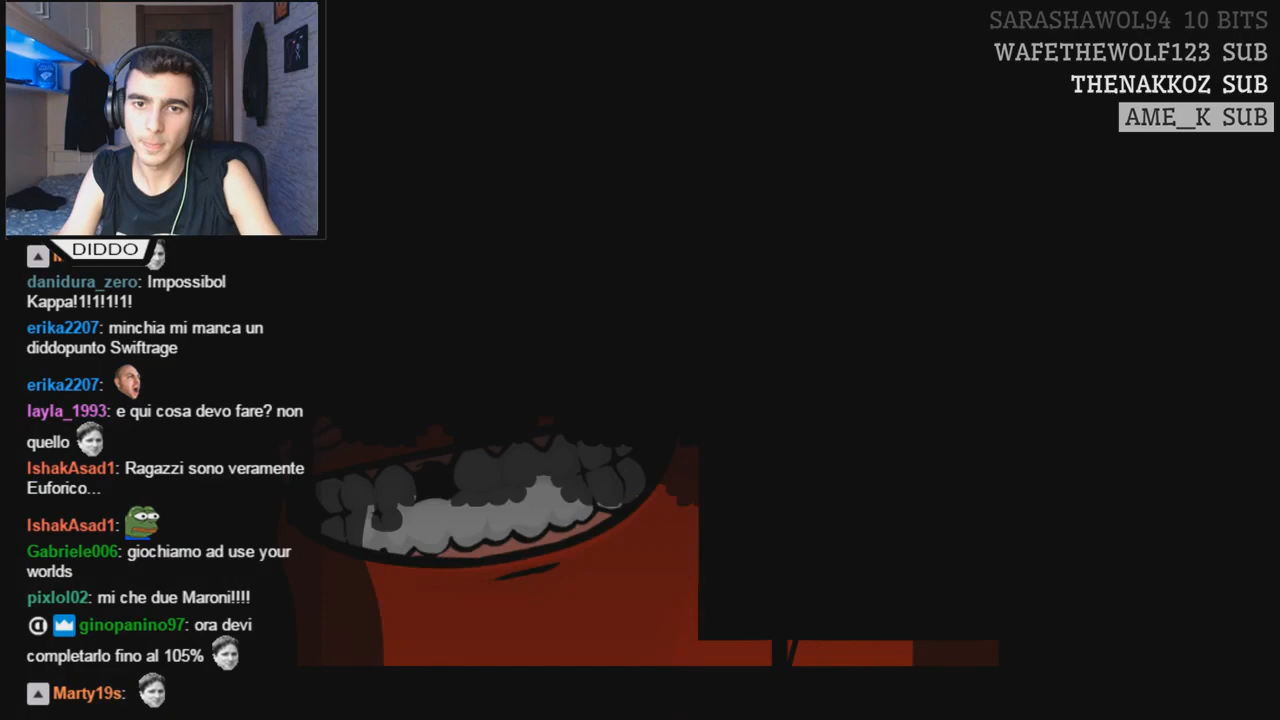 SARASHAWOL94 10 BITS
WAFETHEWOLF123 SUB
THENAKKOZ SUB
AME__K SUB
DIDDO
danidura_zero: Impossibol
Kappa!1!1!1!1!
erika2207: minchia mi manca un
diddopunto Swiftrage
erika2207:
layla_1993: e qui cosa devo fare? non
quello
IshakAsad1: Ragazzi sono veramente
Euforico...
IshakAsad1:
Gabriele006: giochiamo ad use your
worlds
pixlol02: mi che due Maroni!!!!
ginopanino97: ora devi
completarlo fino al 105%
Marty19s: